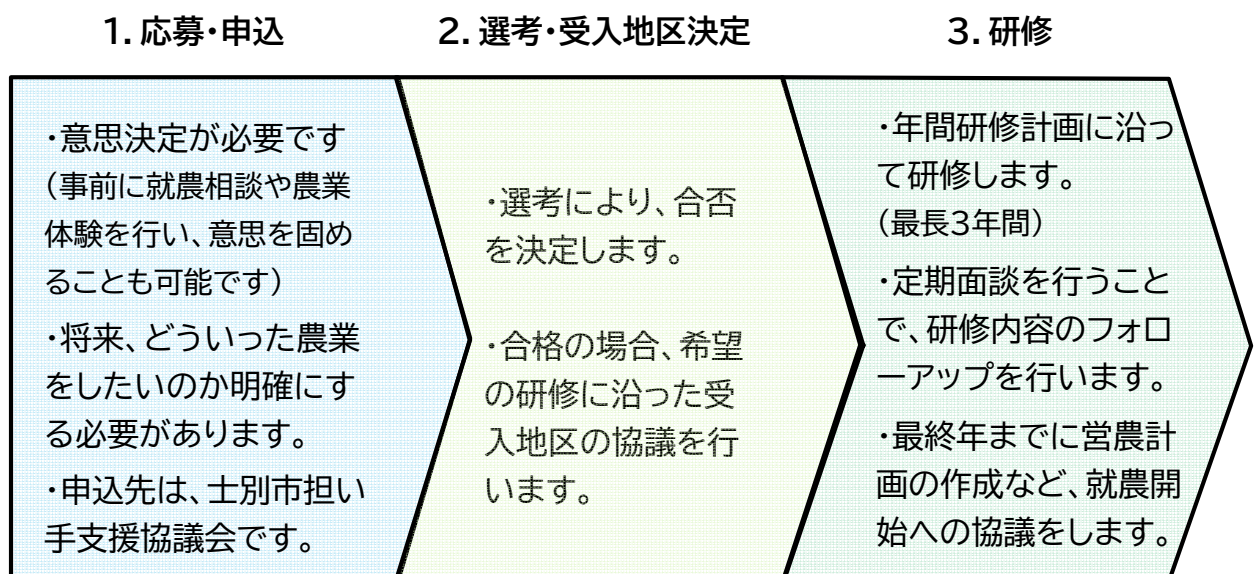 1. 応募・申込
2. 選考・受入地区決定
3. 研修
・意思決定が必要です
（事前に就農相談や農業
体験を行い、意思を固め
ることも可能です）
・将来、どういった農業
をしたいのか明確にす
る必要があります。
・申込先は、士別市担い
手支援協議会です。
・選考により、合否
を決定します。
・合格の場合、希望
の研修に沿った受
入地区の協議を行
います。
・年間研修計画に沿っ
て研修します。
（最長3年間）
・定期面談を行うこと
で、研修内容のフォロ
ーアップを行います。
・最終年までに営農計
画の作成など、就農開
始への協議をします。